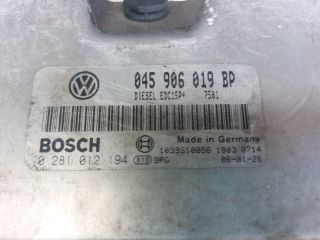 045 906 019 BP
DIESEL EDC15P+ 7581
BOSCH
Made in Germany
1039S10856 1803 0714
0 281 012 194 810 BRG 06-01-26